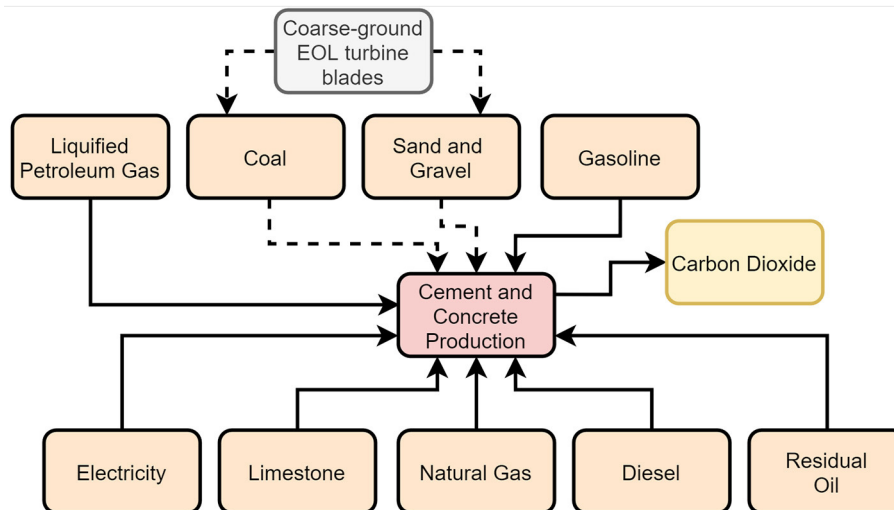 Coarse-ground
EOL turbine
blades
Liquified
Petroleum Gas
Coal
Sand and
Gravel
Gasoline
Carbon Dioxide
Cement and
Concrete
Production
Electricity
Limestone
Natural Gas
Diesel
Residual
Oil